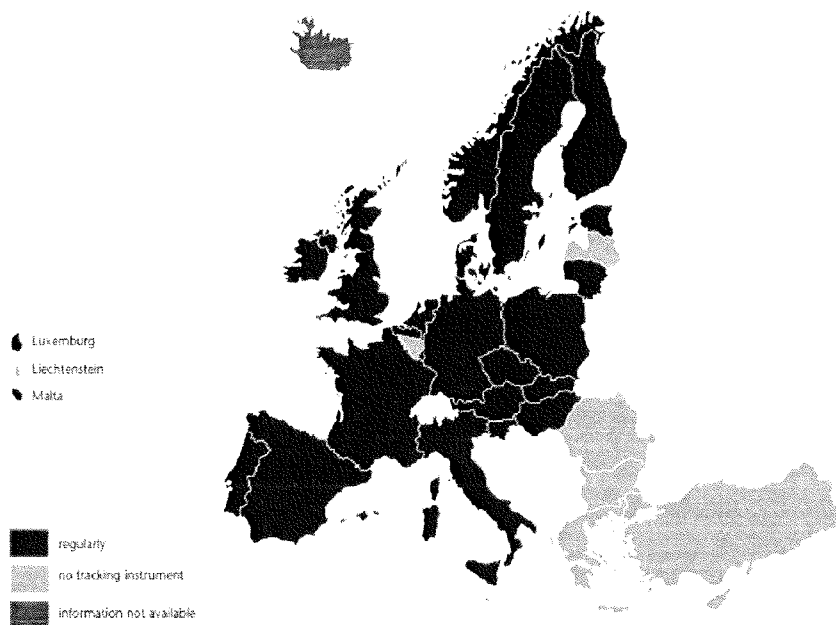 Luxemburg
Liechtenstein
Malta
regularly
no tracking instrument
information not available